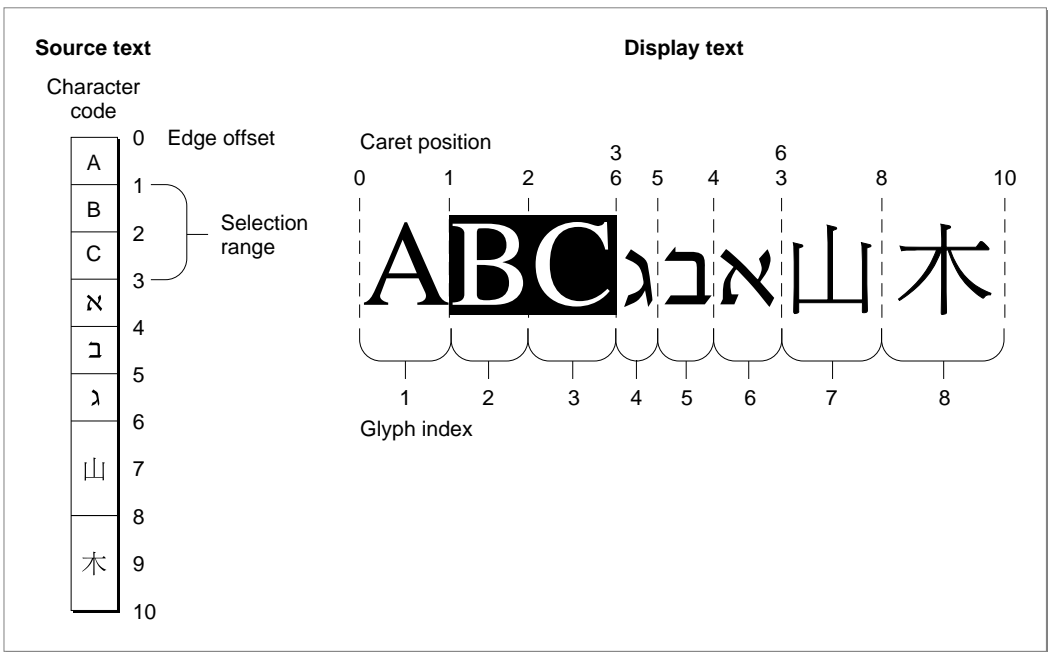 Source text
Display text
Character
code
0 Edge offset
A
1
B
2
C
3
Selection
range
א
4
ב
5
ג
6
山
7
8
木
9
10
Caret position
3 6
0 1 2 6 5 4 3 8 10
ABCגבא山木
1 2 3 4 5 6 7 8
Glyph index